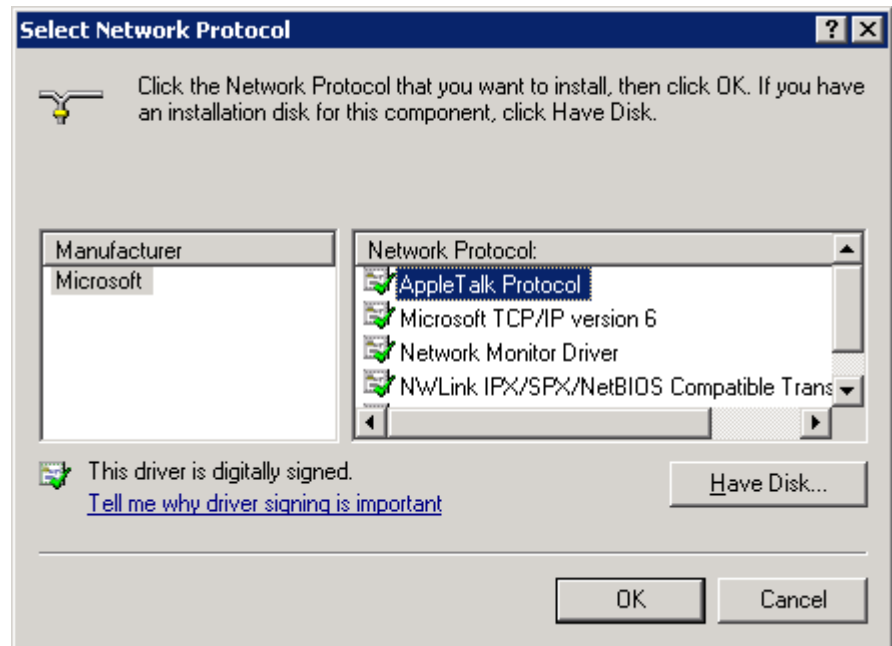 Select Network Protocol
Click the Network Protocol that you want to install, then click OK. If you have
an installation disk for this component, click Have Disk.
Manufacturer
Microsoft
Network Protocol:
AppleTalk Protocol
Microsoft TCP/IP version 6
Network Monitor Driver
NWLink IPX/SPX/NetBIOS Compatible Trans
This driver is digitally signed.
Tell me why driver signing is important
Have Disk...
OK
Cancel